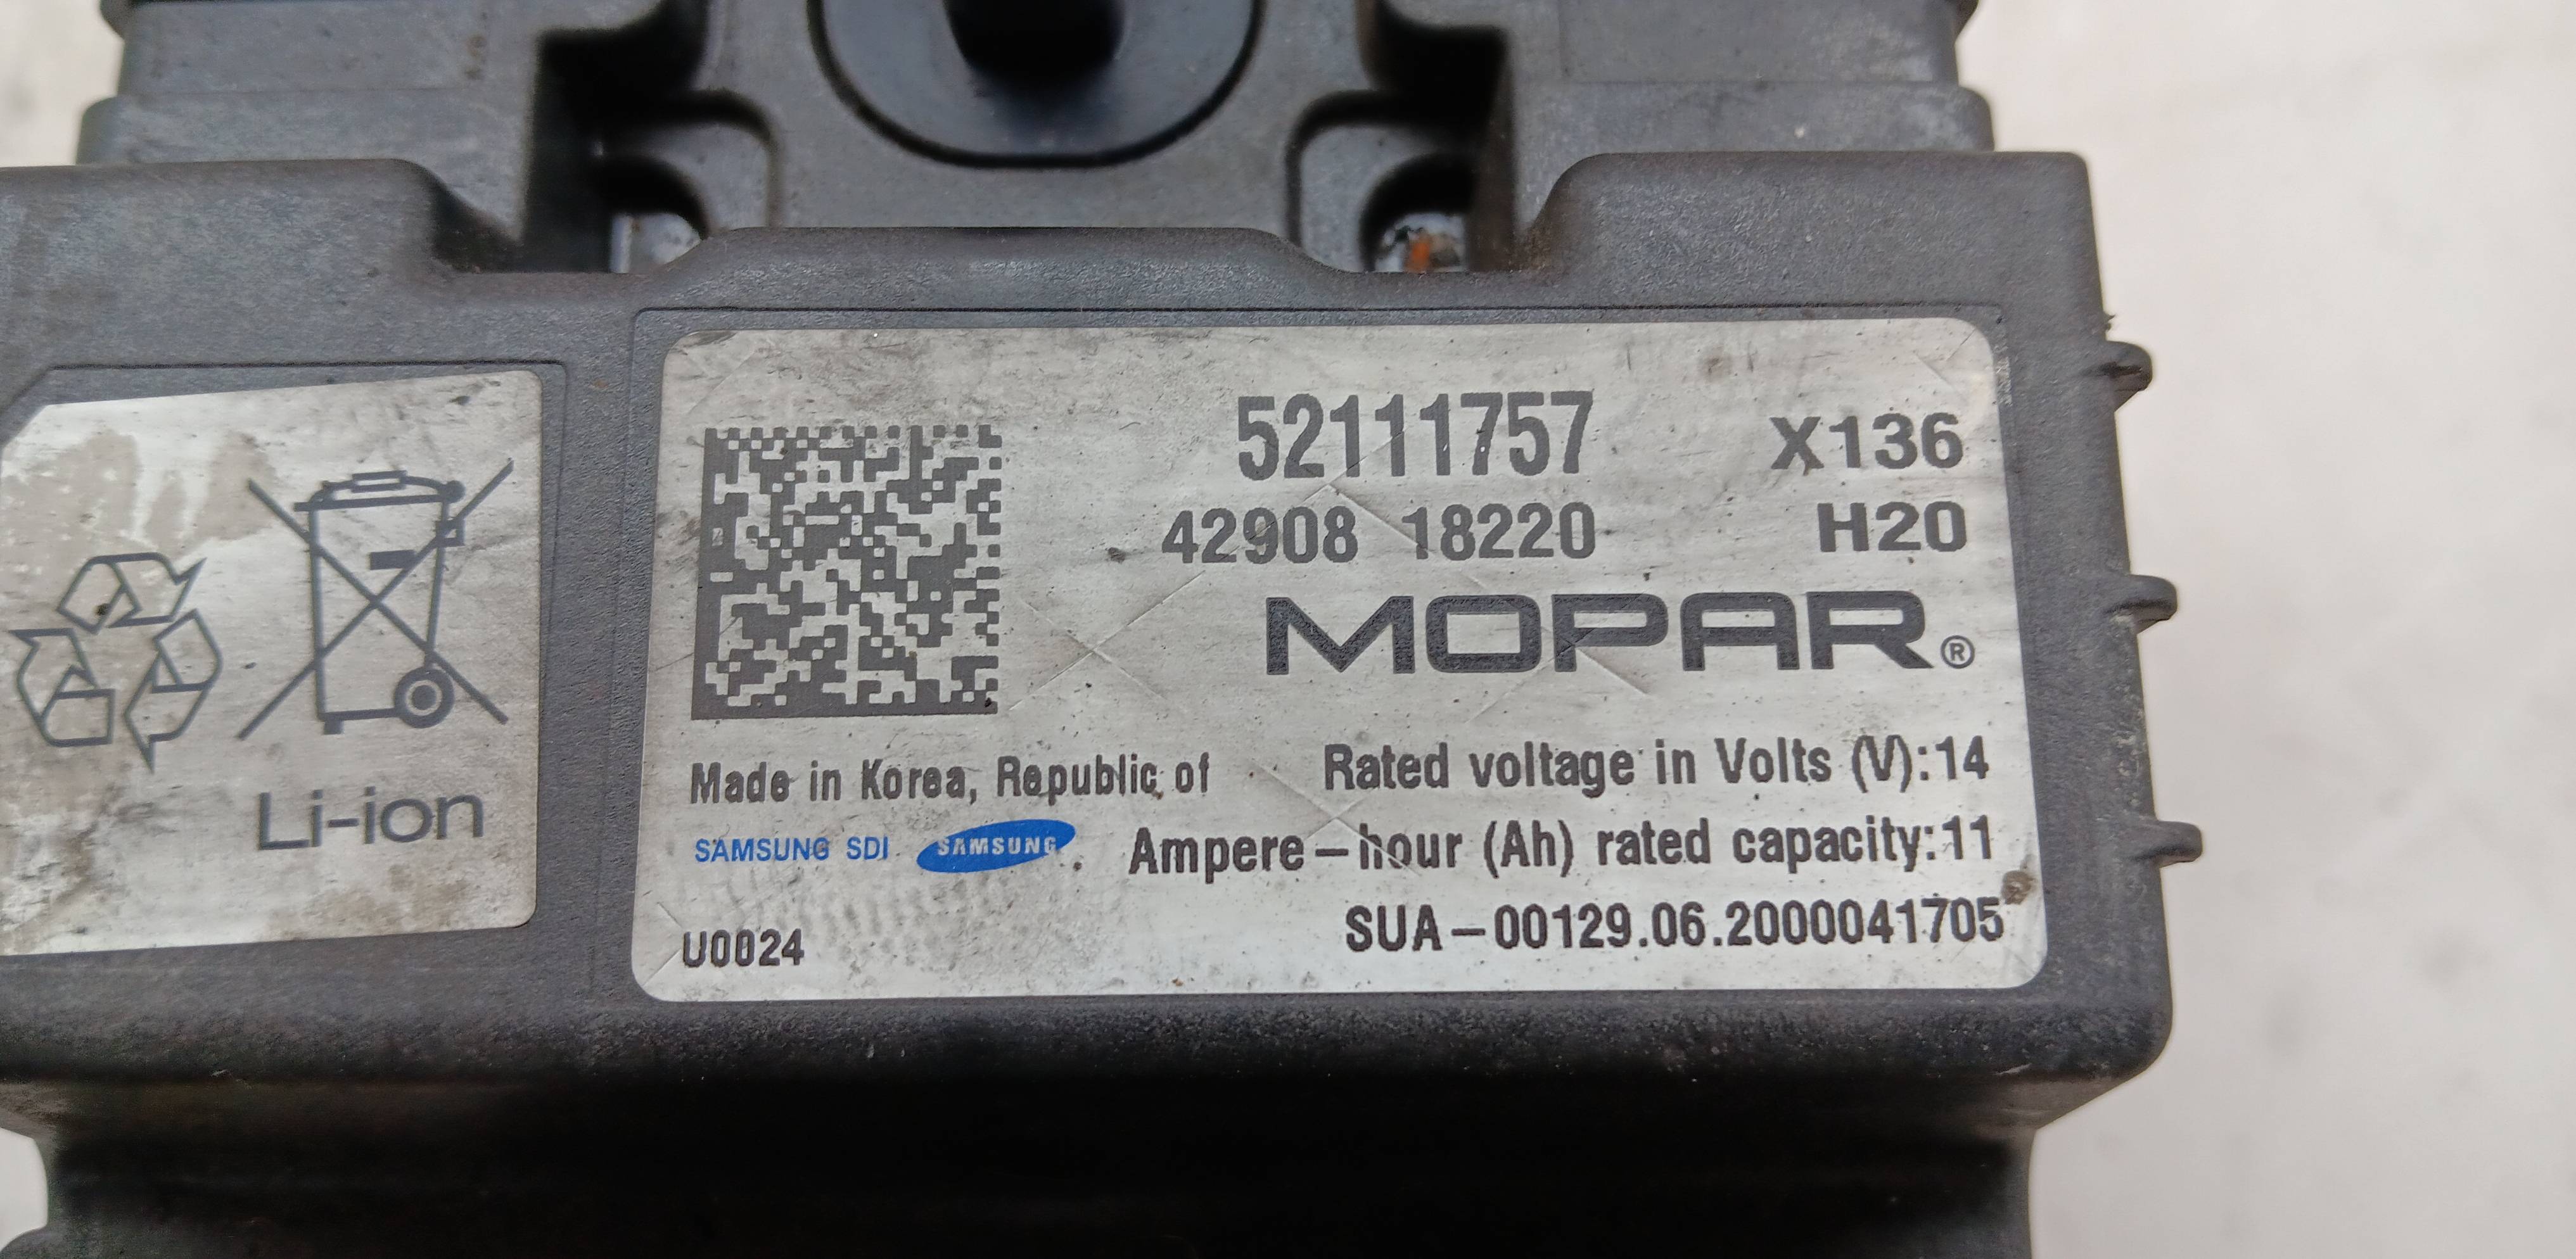 52111757 X136
42908 18220 H20
MOPAR®
Made in Korea, Republic of
Rated voltage in Volts (V):14
SAMSUNG SDI SAMSUNG
Ampere-hour (Ah) rated capacity:11
U0024
SUA-00129.06.2000041705
Li-ion